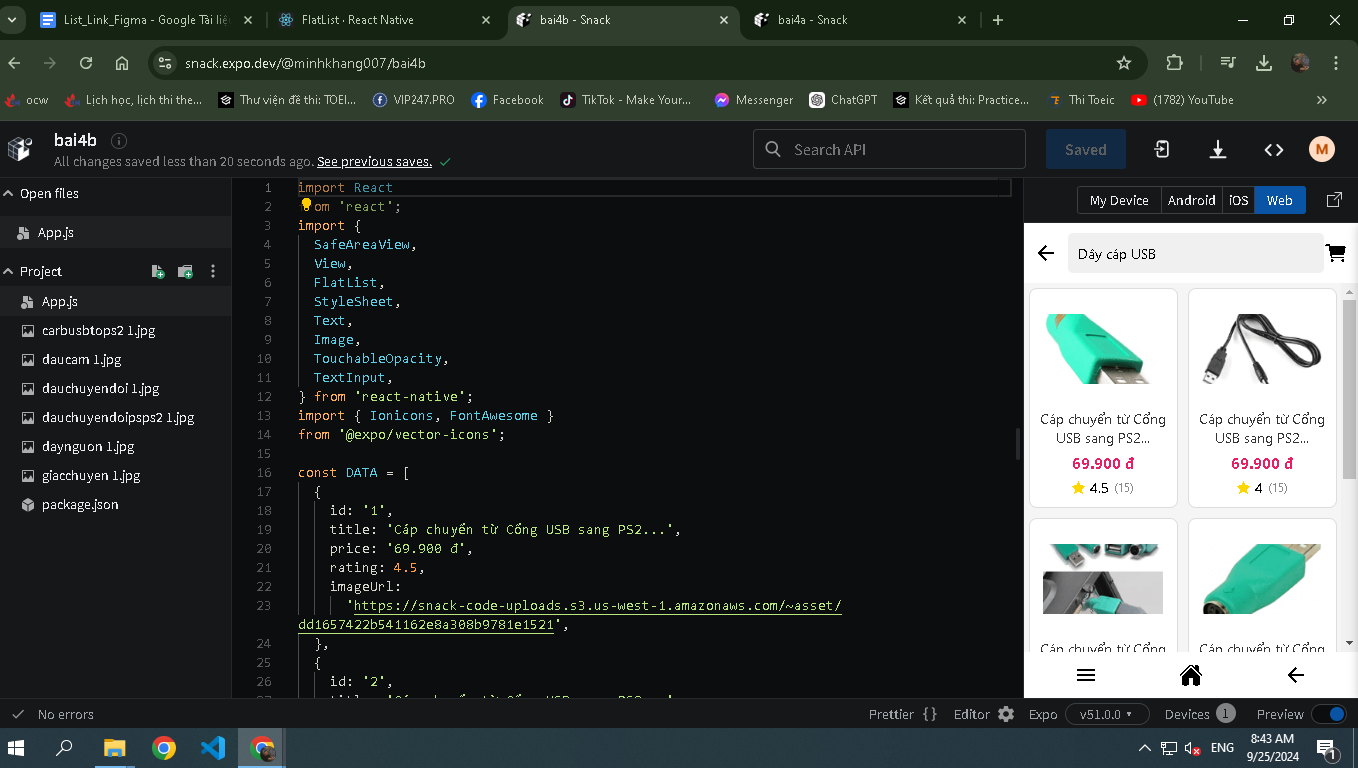 List_Link_Figma - Google Tài liệu
FlatList · React Native
bai4b - Snack
bai4a - Snack
snack.expo.dev/@minhkhang007/bai4b
ocw
Lịch học, lịch thi the...
Thư viện đề thi: TOEI...
VIP247.PRO
Facebook
TikTok - Make Your...
Messenger
ChatGPT
Kết quả thi: Practice...
Thi Toeic
(1782) YouTube
bai4b
All changes saved less than 20 seconds ago. See previous saves.
Search API
Saved
M
Open files
App.js
Project
App.js
carbusbtops2 1.jpg
daucam 1.jpg
dauchuyendoi 1.jpg
dauchuyendoipsps2 1.jpg
daynguon 1.jpg
giacchuyen 1.jpg
package.json
1 import React
2 from 'react';
3 import {
4 SafeAreaView,
5 View,
6 FlatList,
7 StyleSheet,
8 Text,
9 Image,
10 TouchableOpacity,
11 TextInput,
12 } from 'react-native';
13 import { Ionicons, FontAwesome }
14 from '@expo/vector-icons';
15
16 const DATA = [
17 {
18 id: '1',
19 title: 'Cáp chuyển từ Cổng USB sang PS2...',
20 price: '69.900 đ',
21 rating: 4.5,
22 imageUrl:
23 'https://snack-code-uploads.s3.us-west-1.amazonaws.com/~asset/
dd1657422b541162e8a308b9781e1521',
24 },
25 {
26 id: '2',
My Device
Android
iOS
Web
Dây cáp USB
Cáp chuyển từ Cổng
USB sang PS2...
69.900 đ
4.5 (15)
Cáp chuyển từ Cổng
USB sang PS2...
69.900 đ
4 (15)
Cáp chuyển từ Cổng
Cáp chuyển từ Cổng
No errors
Prettier {}
Editor
Expo
v51.0.0
Devices 1
Preview
ENG
8:43 AM
9/25/2024
1